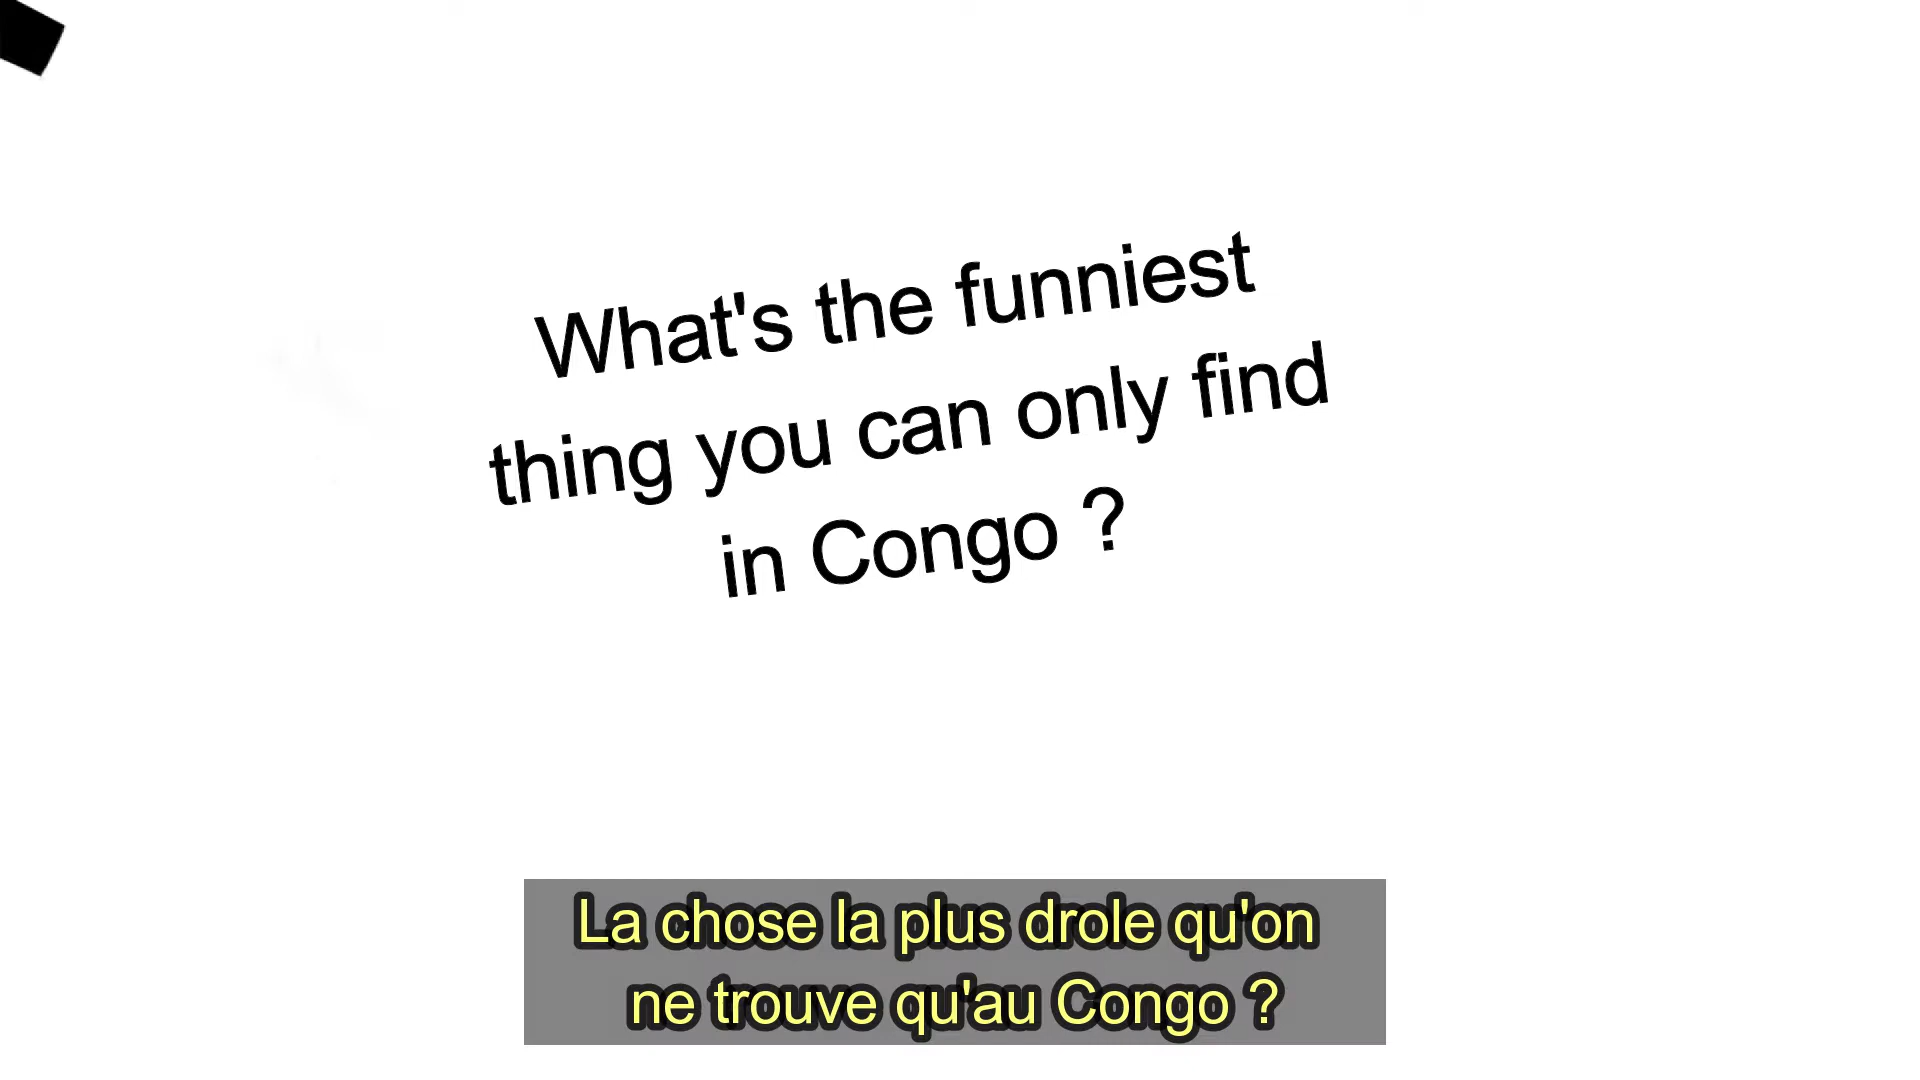 What's the funniest
thing you can only find
in Congo ?
La chose la plus drole qu'on
ne trouve qu'au Congo ?